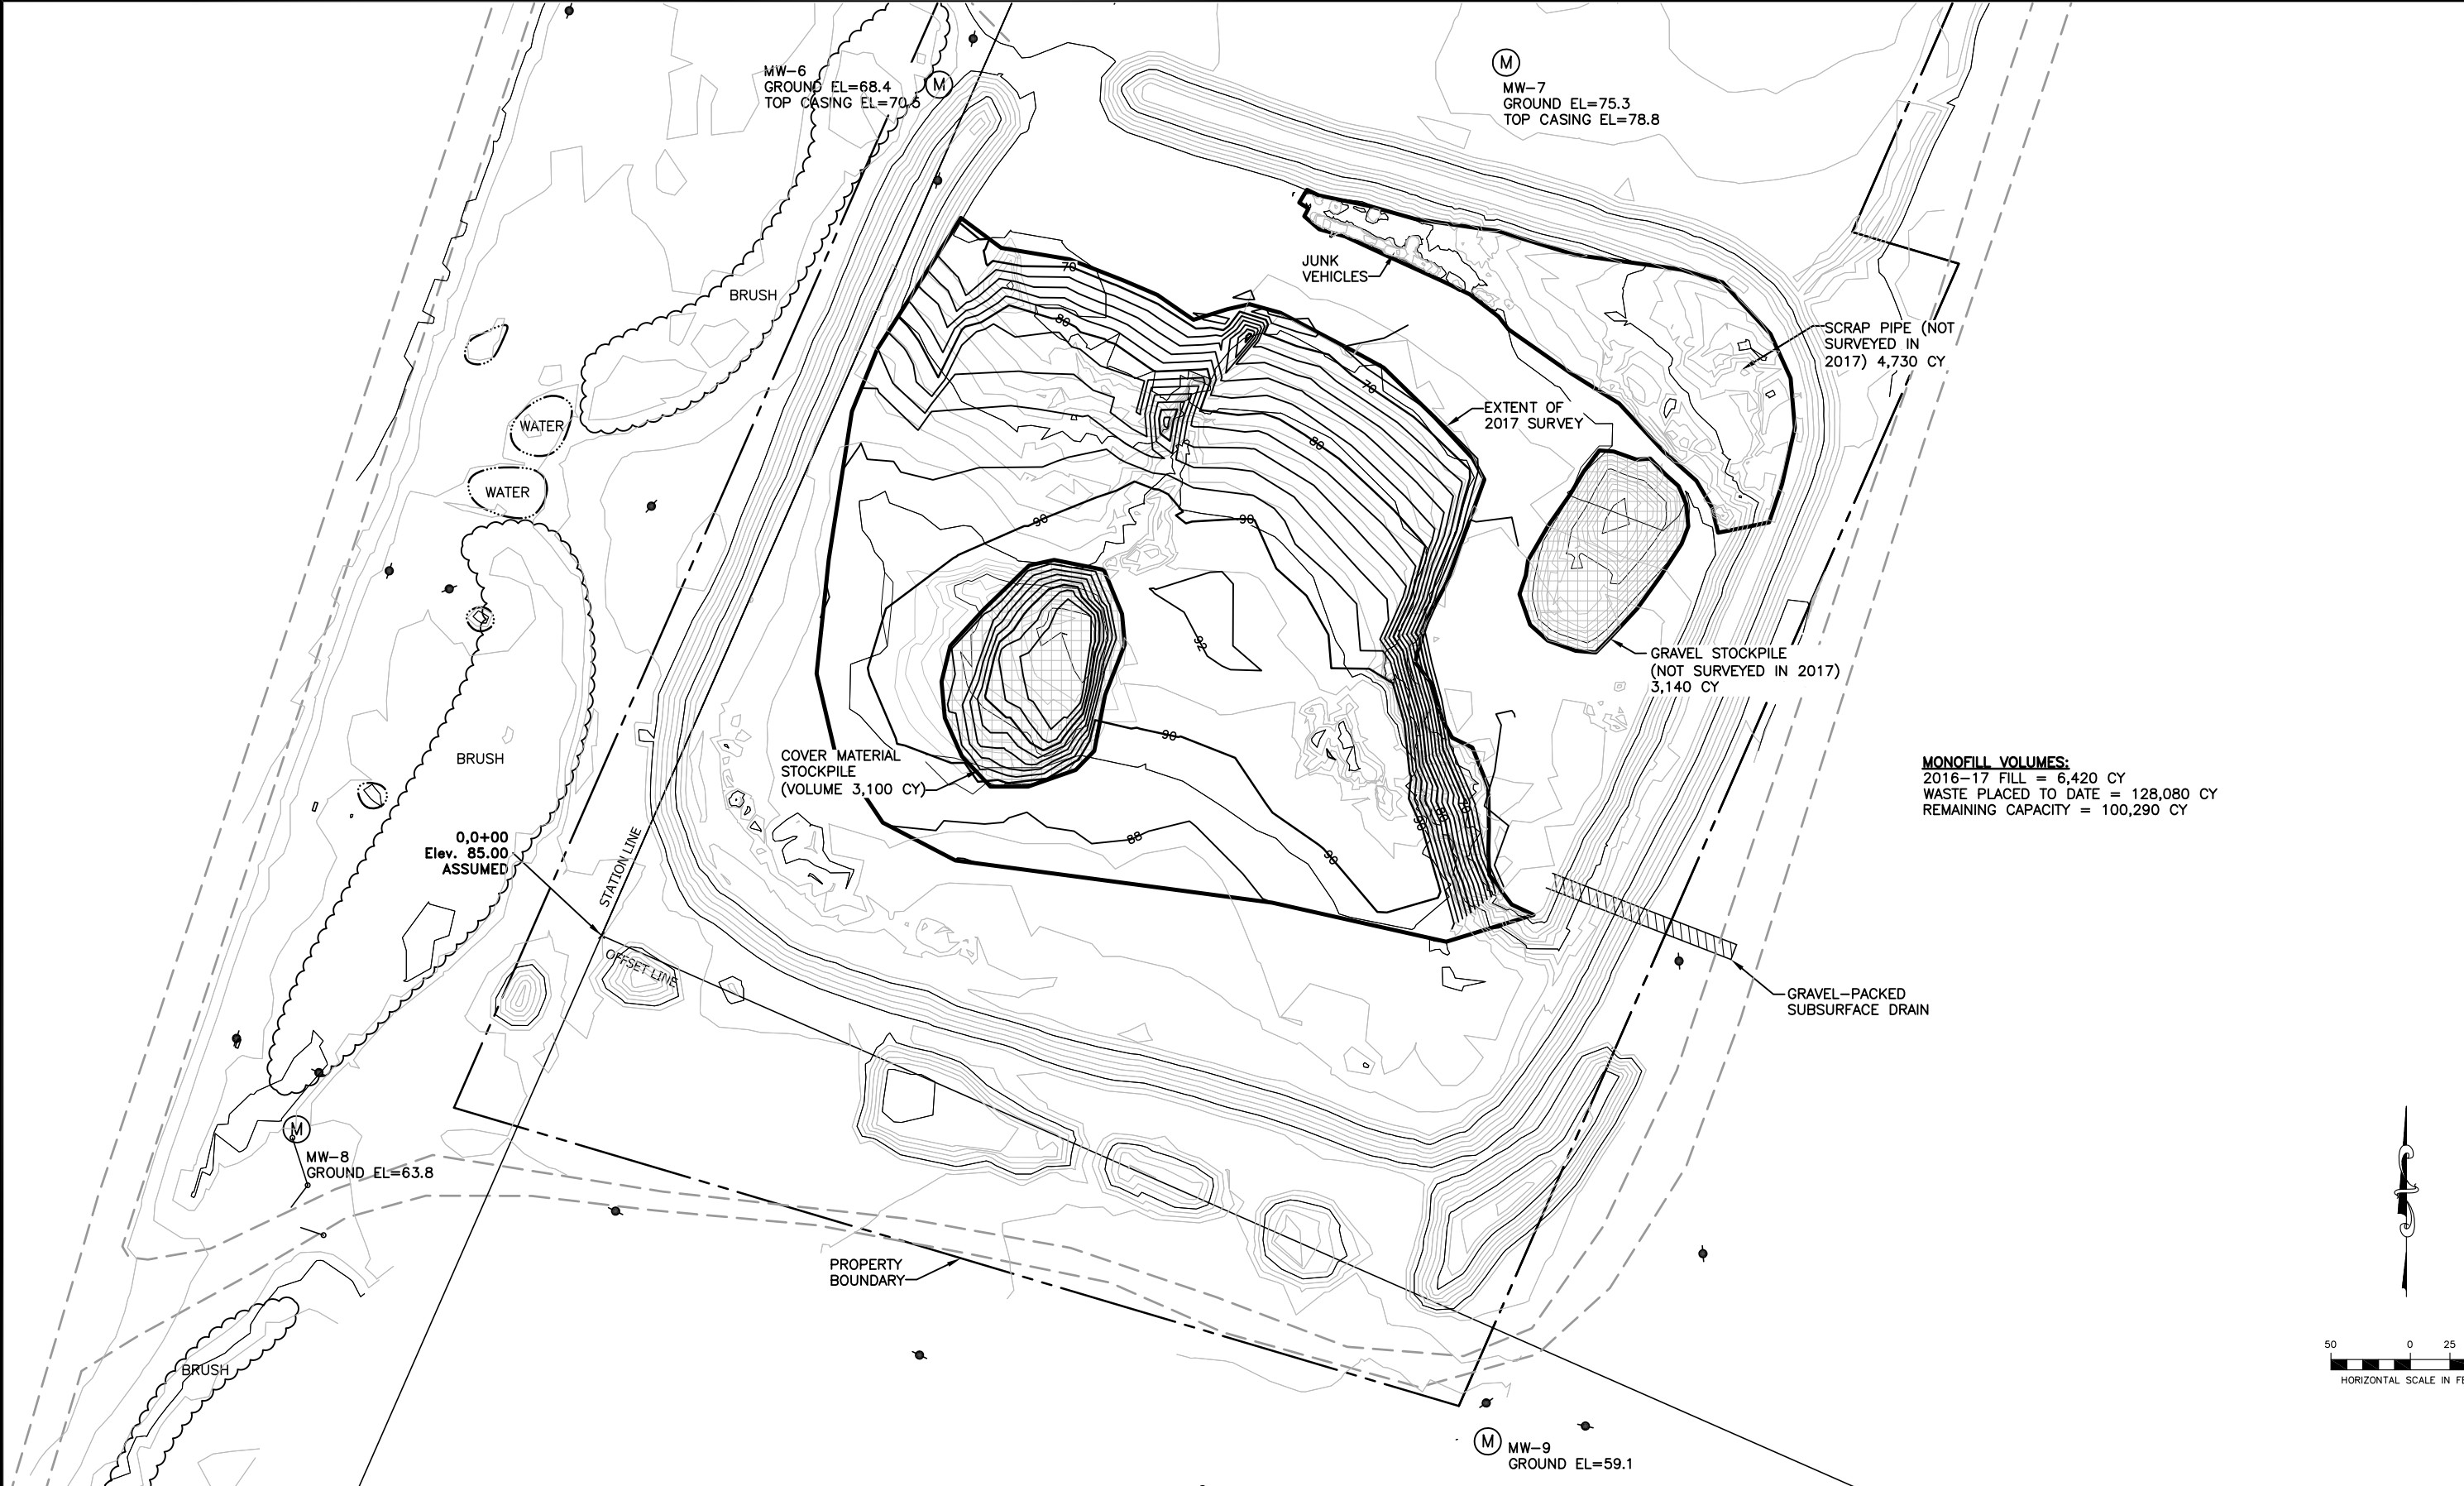 MW-6
GROUND EL=68.4
TOP CASING EL=70.5
M
M
MW-7
GROUND EL=75.3
TOP CASING EL=78.8
JUNK
VEHICLES
70
BRUSH
80
SCRAP PIPE (NOT
SURVEYED IN
2017) 4,730 CY
70
EXTENT OF
2017 SURVEY
80
WATER
WATER
90
90
92
GRAVEL STOCKPILE
(NOT SURVEYED IN 2017)
3,140 CY
90
BRUSH
COVER MATERIAL
STOCKPILE
(VOLUME 3,100 CY)
MONOFILL VOLUMES:
2016-17 FILL = 6,420 CY
WASTE PLACED TO DATE = 128,080 CY
REMAINING CAPACITY = 100,290 CY
70
80
90
88
90
0,0+00
Elev. 85.00
ASSUMED
STATION LINE
OFFSET LINE
GRAVEL-PACKED
SUBSURFACE DRAIN
M
MW-8
GROUND EL=63.8
PROPERTY
BOUNDARY
BRUSH
50 0 25
HORIZONTAL SCALE IN
M
MW-9
GROUND EL=59.1